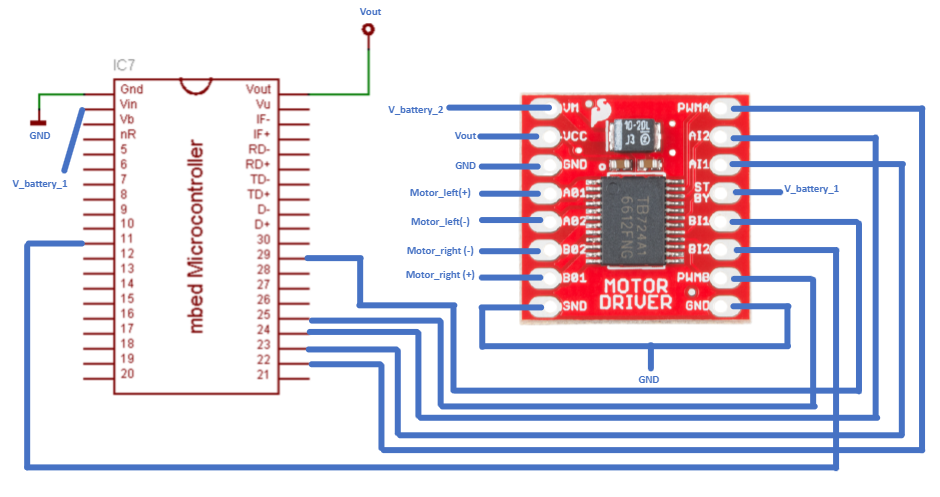 Vout
IC7
Gnd
Vin
Vb
nR
5
6
7
8
9
10
11
12
13
14
15
16
17
18
19
20
mbed Microcontroller
Vout
Vu
IF-
IF+
RD-
RD+
TD-
TD+
D-
D+
30
29
28
27
26
25
24
23
22
21
GND
V_battery_1
V_battery_2
Vout
GND
Motor_left(+)
Motor_left(-)
Motor_right (-)
Motor_right (+)
VM
VCC
GND
A01
A02
B02
B01
GND
10-20L
J3 A
TB724A1
6612FNG
MOTOR
DRIVER
PWMA
AI2
AI1
ST
BY
BI1
BI2
PWMB
GND
V_battery_1
GND